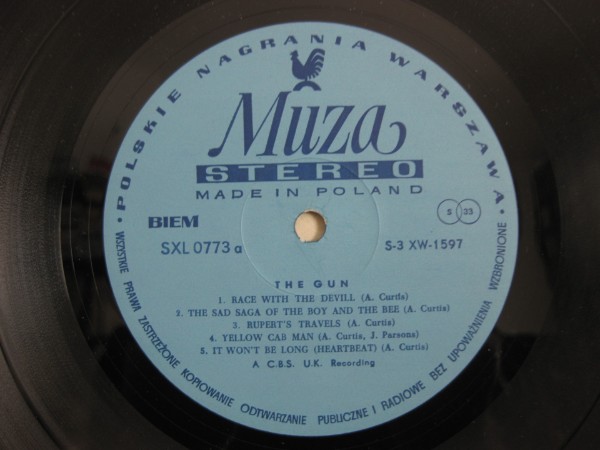 • POLSKIE NAGRANIA WARSZAWA •
Muza
STEREO
MADE IN POLAND
BIEM
S 33
SXL 0773 a
S-3 XW-1597
THE GUN
1. RACE WITH THE DEVILL (A. Curtis)
2. THE SAD SAGA OF THE BOY AND THE BEE (A. Curtis)
3. RUPERT'S TRAVELS (A. Curtis)
4. YELLOW CAB MAN (A. Curtis, J. Parsons)
5. IT WON'T BE LONG (HEARTBEAT) (A. Curtis)
A C.B.S. U.K. Recording
WSZYSTKIE PRAWA ZASTRZEŻONE KOPIOWANIE ODTWARZANIE PUBLICZNE I RADIOWE BEZ UPOWAŻNIENIA WZBRONIONE